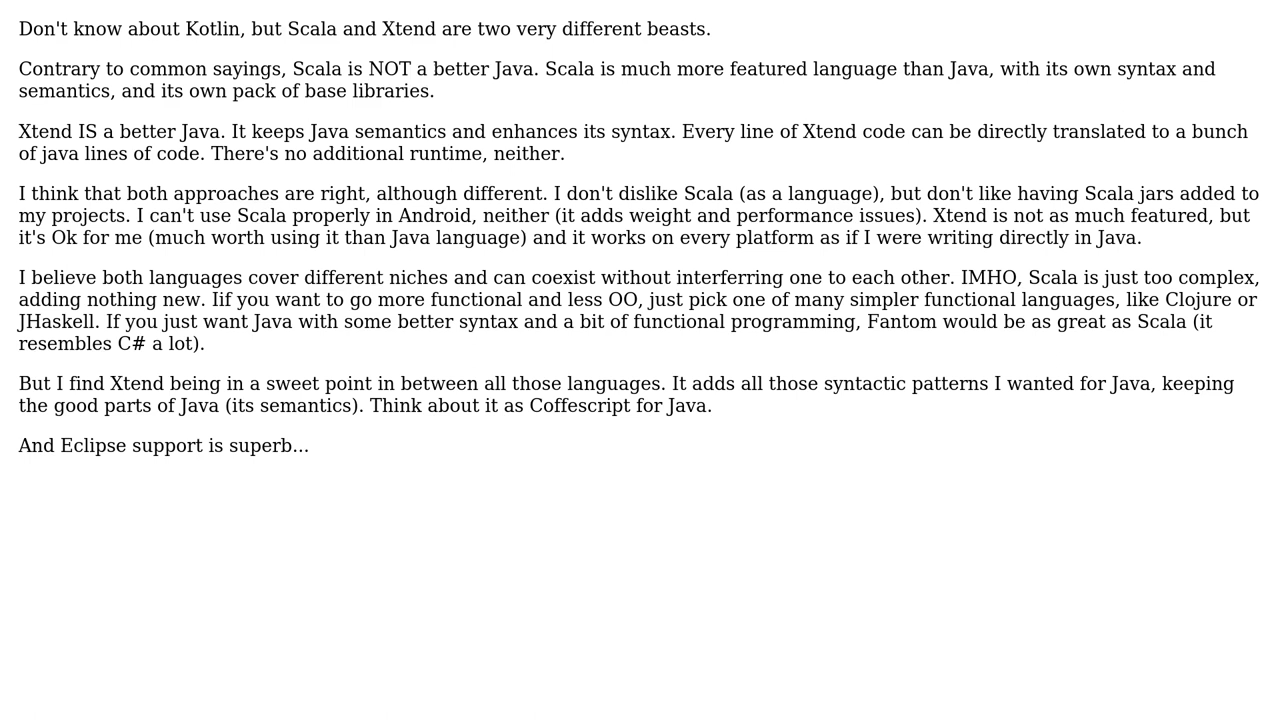 Don't know about Kotlin, but Scala and Xtend are two very different beasts.
Contrary to common sayings, Scala is NOT a better Java. Scala is much more featured language than Java, with its own syntax and
semantics, and its own pack of base libraries.
Xtend IS a better Java. It keeps Java semantics and enhances its syntax. Every line of Xtend code can be directly translated to a bunch
of java lines of code. There's no additional runtime, neither.
I think that both approaches are right, although different. I don't dislike Scala (as a language), but don't like having Scala jars added to
my projects. I can't use Scala properly in Android, neither (it adds weight and performance issues). Xtend is not as much featured, but
it's Ok for me (much worth using it than Java language) and it works on every platform as if I were writing directly in Java.
I believe both languages cover different niches and can coexist without interferring one to each other. IMHO, Scala is just too complex,
adding nothing new. Iif you want to go more functional and less OO, just pick one of many simpler functional languages, like Clojure or
JHaskell. If you just want Java with some better syntax and a bit of functional programming, Fantom would be as great as Scala (it
resembles C# a lot).
But I find Xtend being in a sweet point in between all those languages. It adds all those syntactic patterns I wanted for Java, keeping
the good parts of Java (its semantics). Think about it as Coffescript for Java.
And Eclipse support is superb...